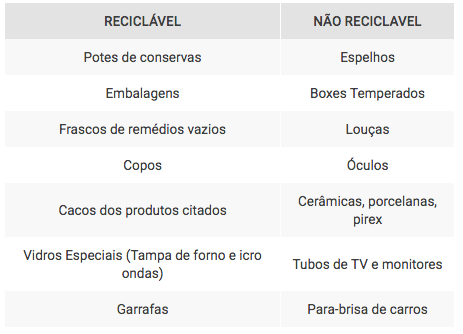 RECICLÁVEL NÃO RECICLAVEL
Potes de conservas Espelhos
Embalagens Boxes Temperados
Frascos de remédios vazios Louças
Copos Óculos
Cacos dos produtos citados Cerâmicas, porcelanas,
pirex
Vidros Especiais (Tampa de forno e icro
ondas) Tubos de TV e monitores
Garrafas Para-brisa de carros